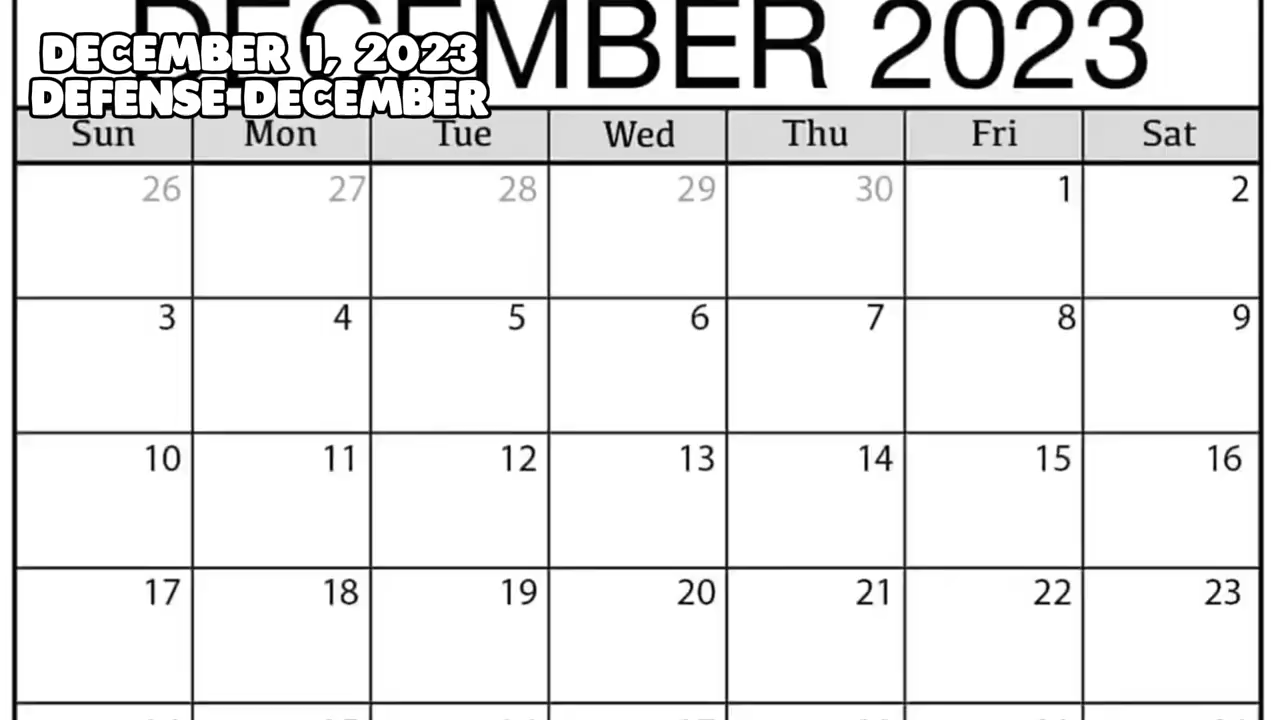 DECEMBER 2023
DECEMBER 1, 2023
DEFENSE DECEMBER
Sun Mon Tue Wed Thu Fri Sat
26 27 28 29 30 1 2
3 4 5 6 7 8 9
10 11 12 13 14 15 16
17 18 19 20 21 22 23